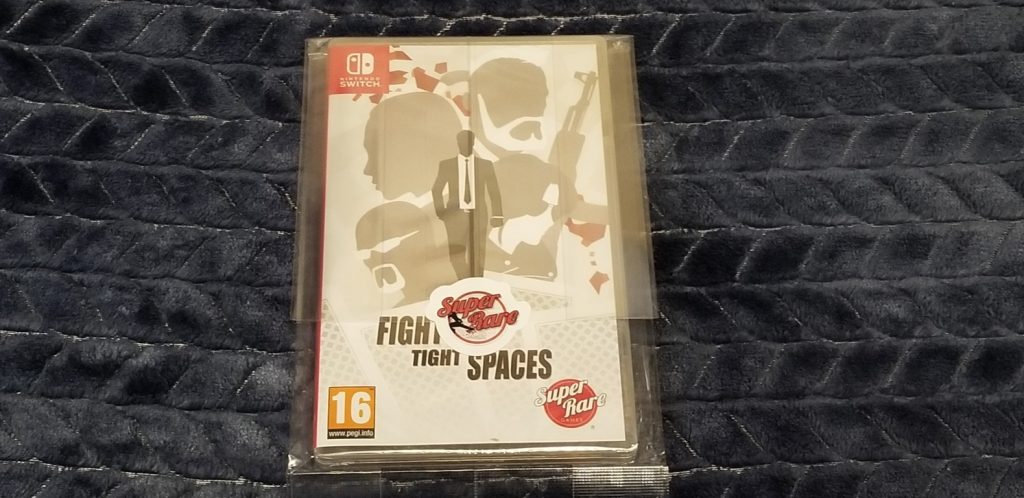 NINTENDO
SWITCH
Super
Rare
FIGHT
TIGHT SPACES
16
www.pegi.info
Super
Rare
GAMES